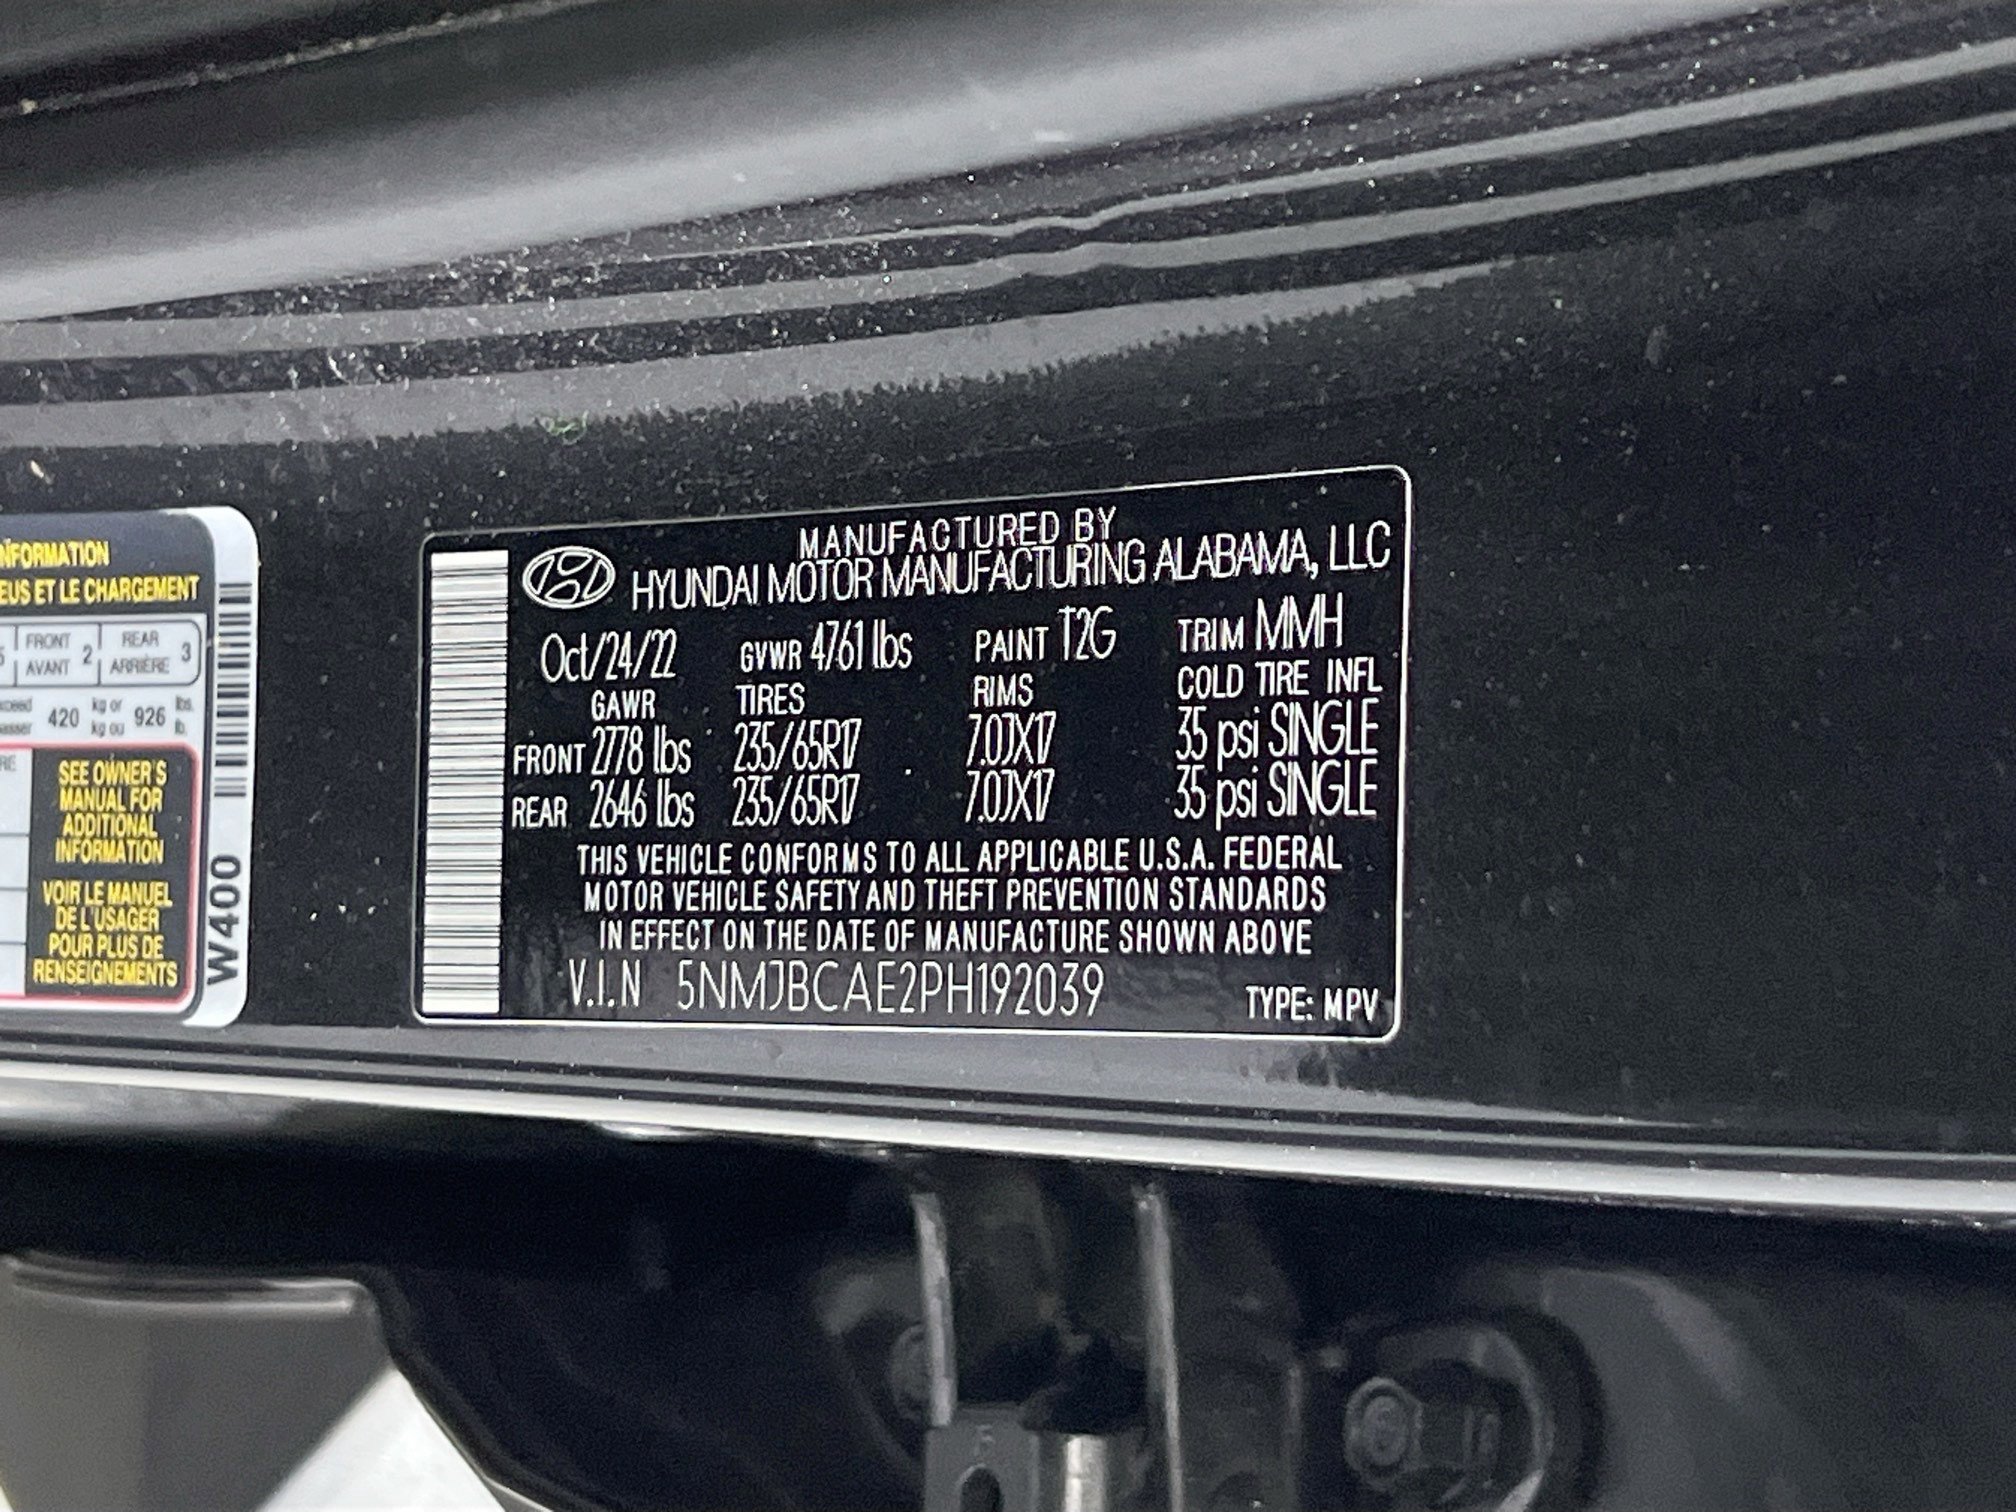 NFORMATION
EUS ET LE CHARGEMENT
5 FRONT AVANT 2 REAR ARRIÈRE 3
420 kg or kg ou 926 lbs. lb.
SEE OWNER'S
MANUAL FOR
ADDITIONAL
INFORMATION
VOIR LE MANUEL
DE L'USAGER
POUR PLUS DE
RENSEIGNEMENTS
W400
MANUFACTURED BY
HYUNDAI MOTOR MANUFACTURING ALABAMA, LLC
Oct/24/22 GVWR 4761 lbs PAINT T2G TRIM MMH
GAWR TIRES RIMS COLD TIRE INFL
FRONT 2778 lbs 235/65R17 7.0JX17 35 psi SINGLE
REAR 2646 lbs 235/65R17 7.0JX17 35 psi SINGLE
THIS VEHICLE CONFORMS TO ALL APPLICABLE U.S.A. FEDERAL
MOTOR VEHICLE SAFETY AND THEFT PREVENTION STANDARDS
IN EFFECT ON THE DATE OF MANUFACTURE SHOWN ABOVE
V.I.N 5NMJBCAE2PH192039 TYPE: MPV